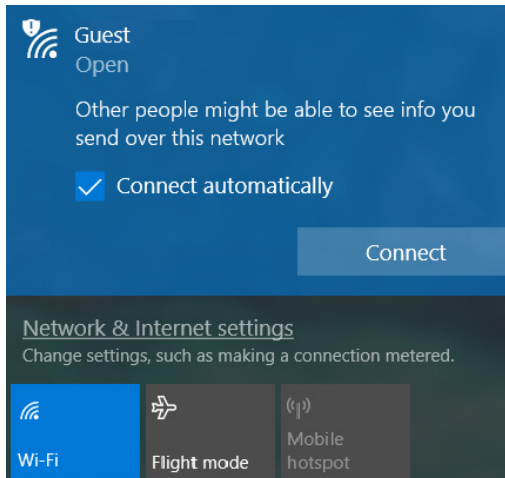 Guest
Open
Other people might be able to see info you
send over this network
Connect automatically
Connect
Network & Internet settings
Change settings, such as making a connection metered.
Wi-Fi
Flight mode
Mobile
hotspot